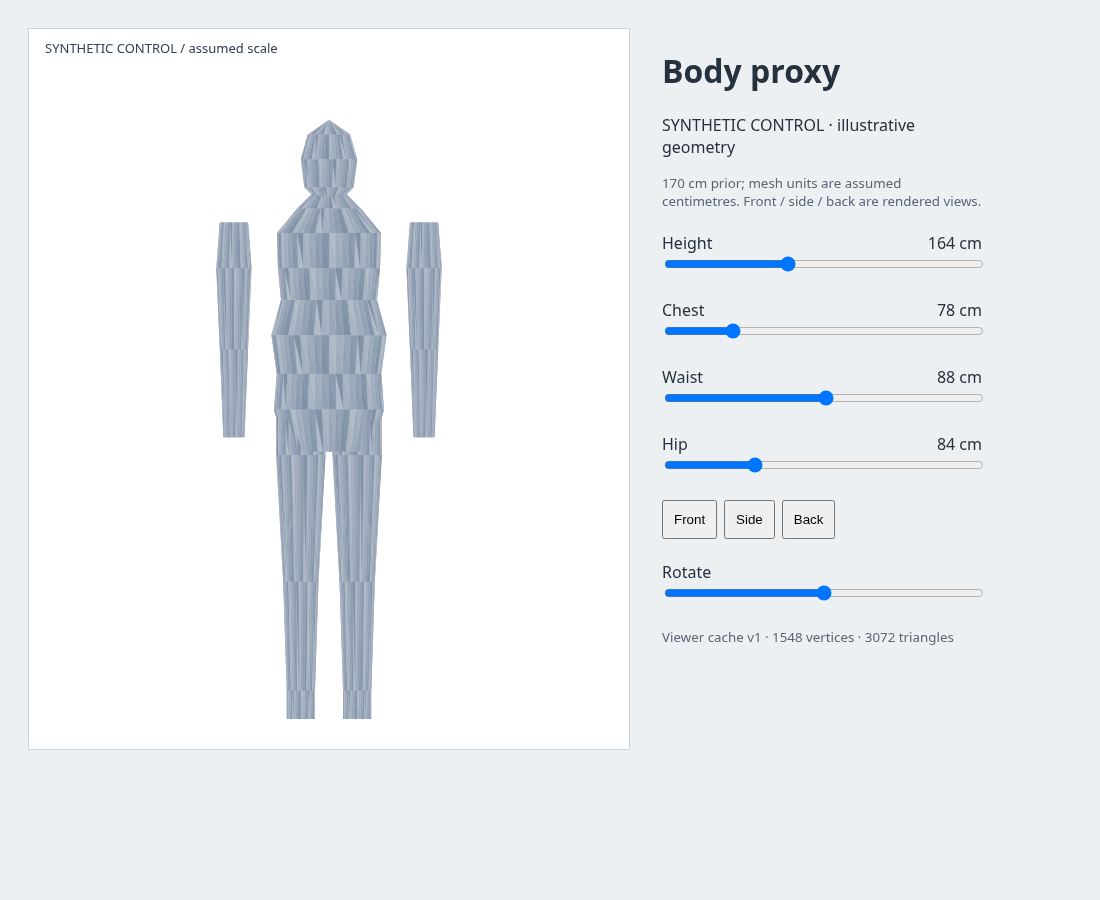 SYNTHETIC CONTROL / assumed scale
Body proxy
SYNTHETIC CONTROL · illustrative
geometry
170 cm prior; mesh units are assumed
centimetres. Front / side / back are rendered views.
Height 164 cm
Chest 78 cm
Waist 88 cm
Hip 84 cm
Front Side Back
Rotate
Viewer cache v1 · 1548 vertices · 3072 triangles